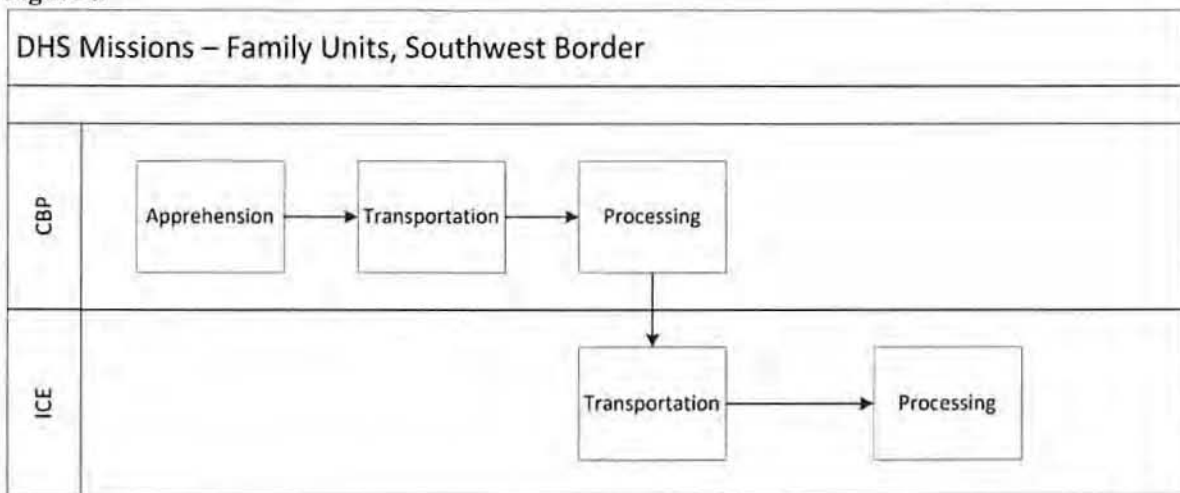 DHS Missions – Family Units, Southwest Border
CBP
Apprehension
Transportation
Processing
ICE
Transportation
Processing